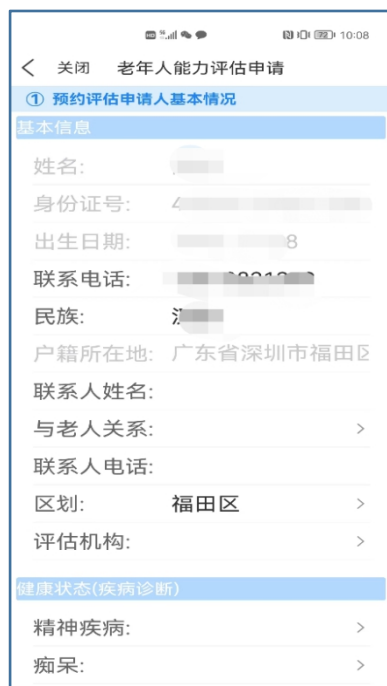 HD 72 10:08
关闭 老年人能力评估申请
① 预约评估申请人基本情况
基本信息
姓名:
身份证号: 4
出生日期: 8
联系电话:
民族:
户籍所在地: 广东省深圳市福田区
联系人姓名:
与老人关系: >
联系人电话:
区划: 福田区 >
评估机构: >
健康状态(疾病诊断)
精神疾病: >
痴呆: >